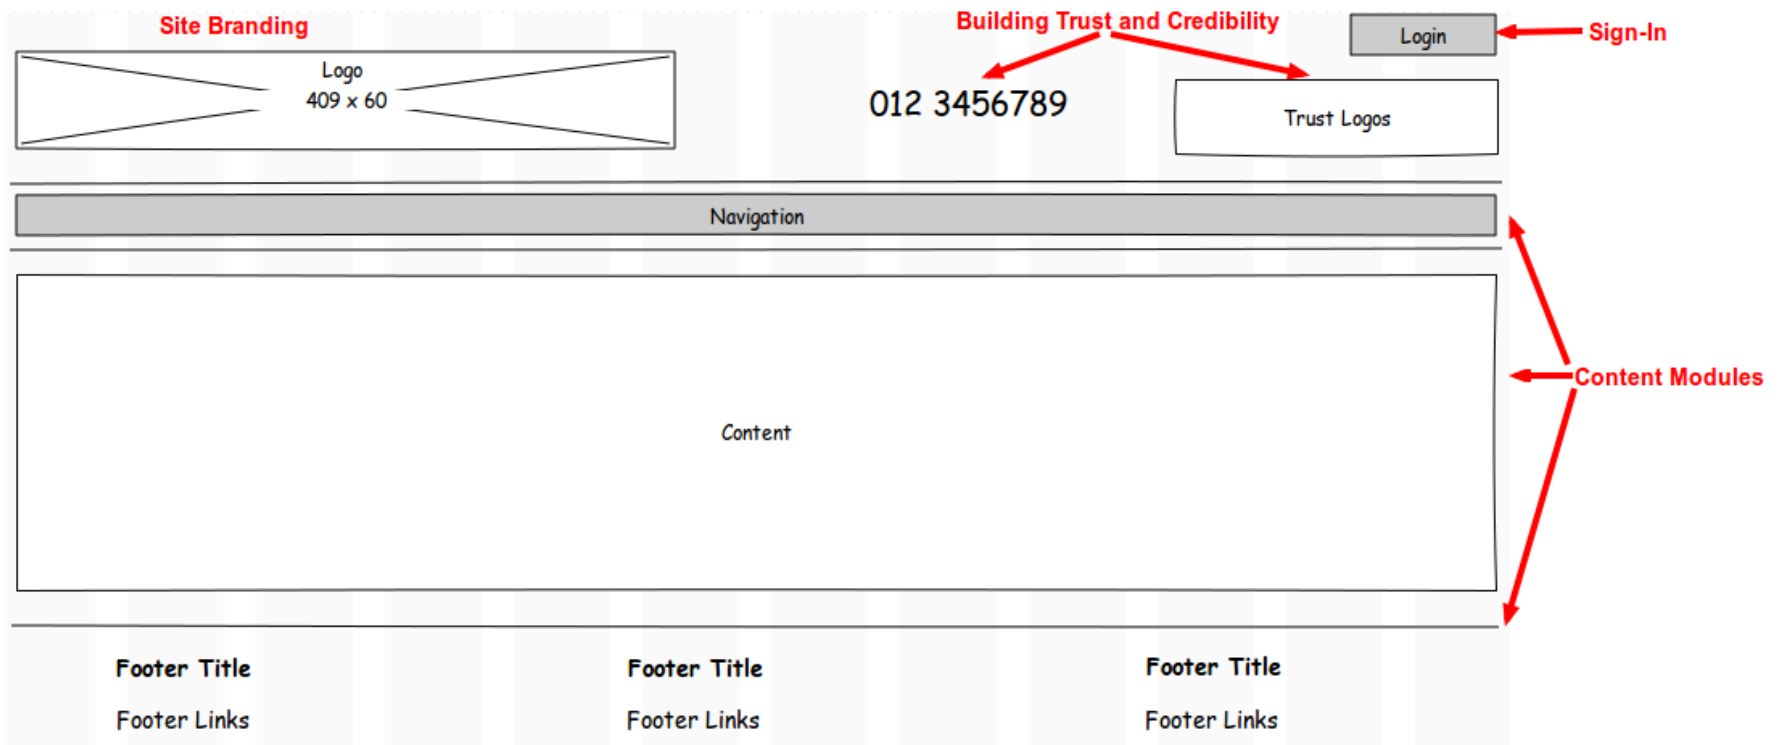 Site Branding
Building Trust and Credibility
Login
Sign-In
Logo
409 x 60
012 3456789
Trust Logos
Navigation
Content Modules
Content
Footer Title
Footer Title
Footer Title
Footer Links
Footer Links
Footer Links